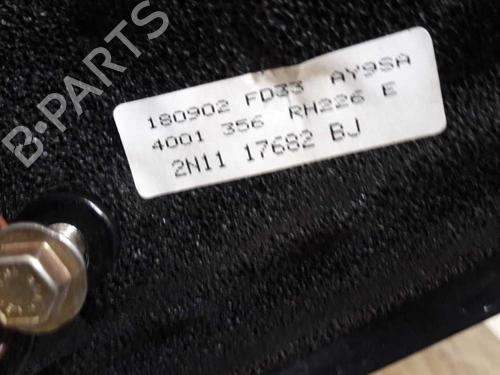 B-PARTS
180902 FD33 AY9SA
4001 356 RH226 E
2N11 17682 BJ